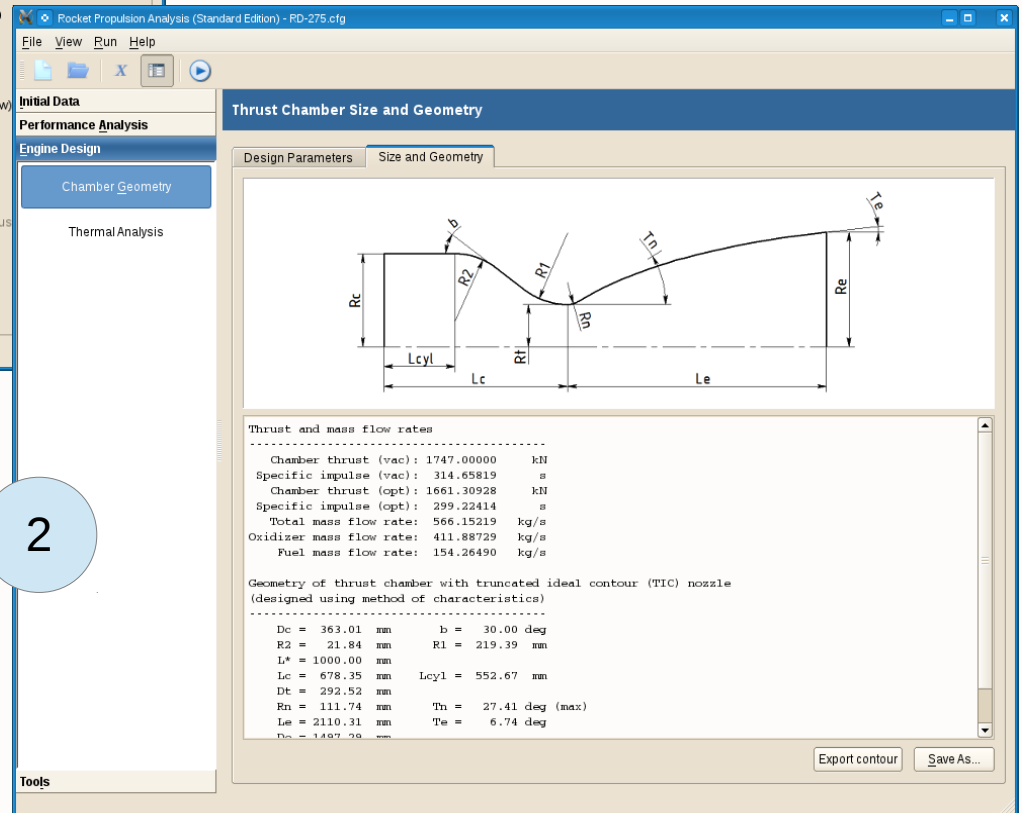 Rocket Propulsion Analysis (Standard Edition) - RD-275.cfg
File View Run Help
X
w)
Initial Data
Performance Analysis
Engine Design
Chamber Geometry
us
Thermal Analysis
Tools
2
Thrust Chamber Size and Geometry
Design Parameters Size and Geometry
b
R2
R1
Tn
Te
Rc
Rt
Rn
Re
Lcyl
Lc
Le
Thrust and mass flow rates
---------------------------------------
Chamber thrust (vac): 1747.00000 kN
Specific impulse (vac): 314.65819 s
Chamber thrust (opt): 1661.30928 kN
Specific impulse (opt): 299.22414 s
Total mass flow rate: 566.15219 kg/s
Oxidizer mass flow rate: 411.88729 kg/s
Fuel mass flow rate: 154.26490 kg/s
Geometry of thrust chamber with truncated ideal contour (TIC) nozzle
(designed using method of characteristics)
---------------------------------------
Dc = 363.01 mm b = 30.00 deg
R2 = 21.84 mm R1 = 219.39 mm
L* = 1000.00 mm
Lc = 678.35 mm Lcyl = 552.67 mm
Dt = 292.52 mm
Rn = 111.74 mm Tn = 27.41 deg (max)
Le = 2110.31 mm Te = 6.74 deg
De = 1497.29 mm
Export contour Save As...